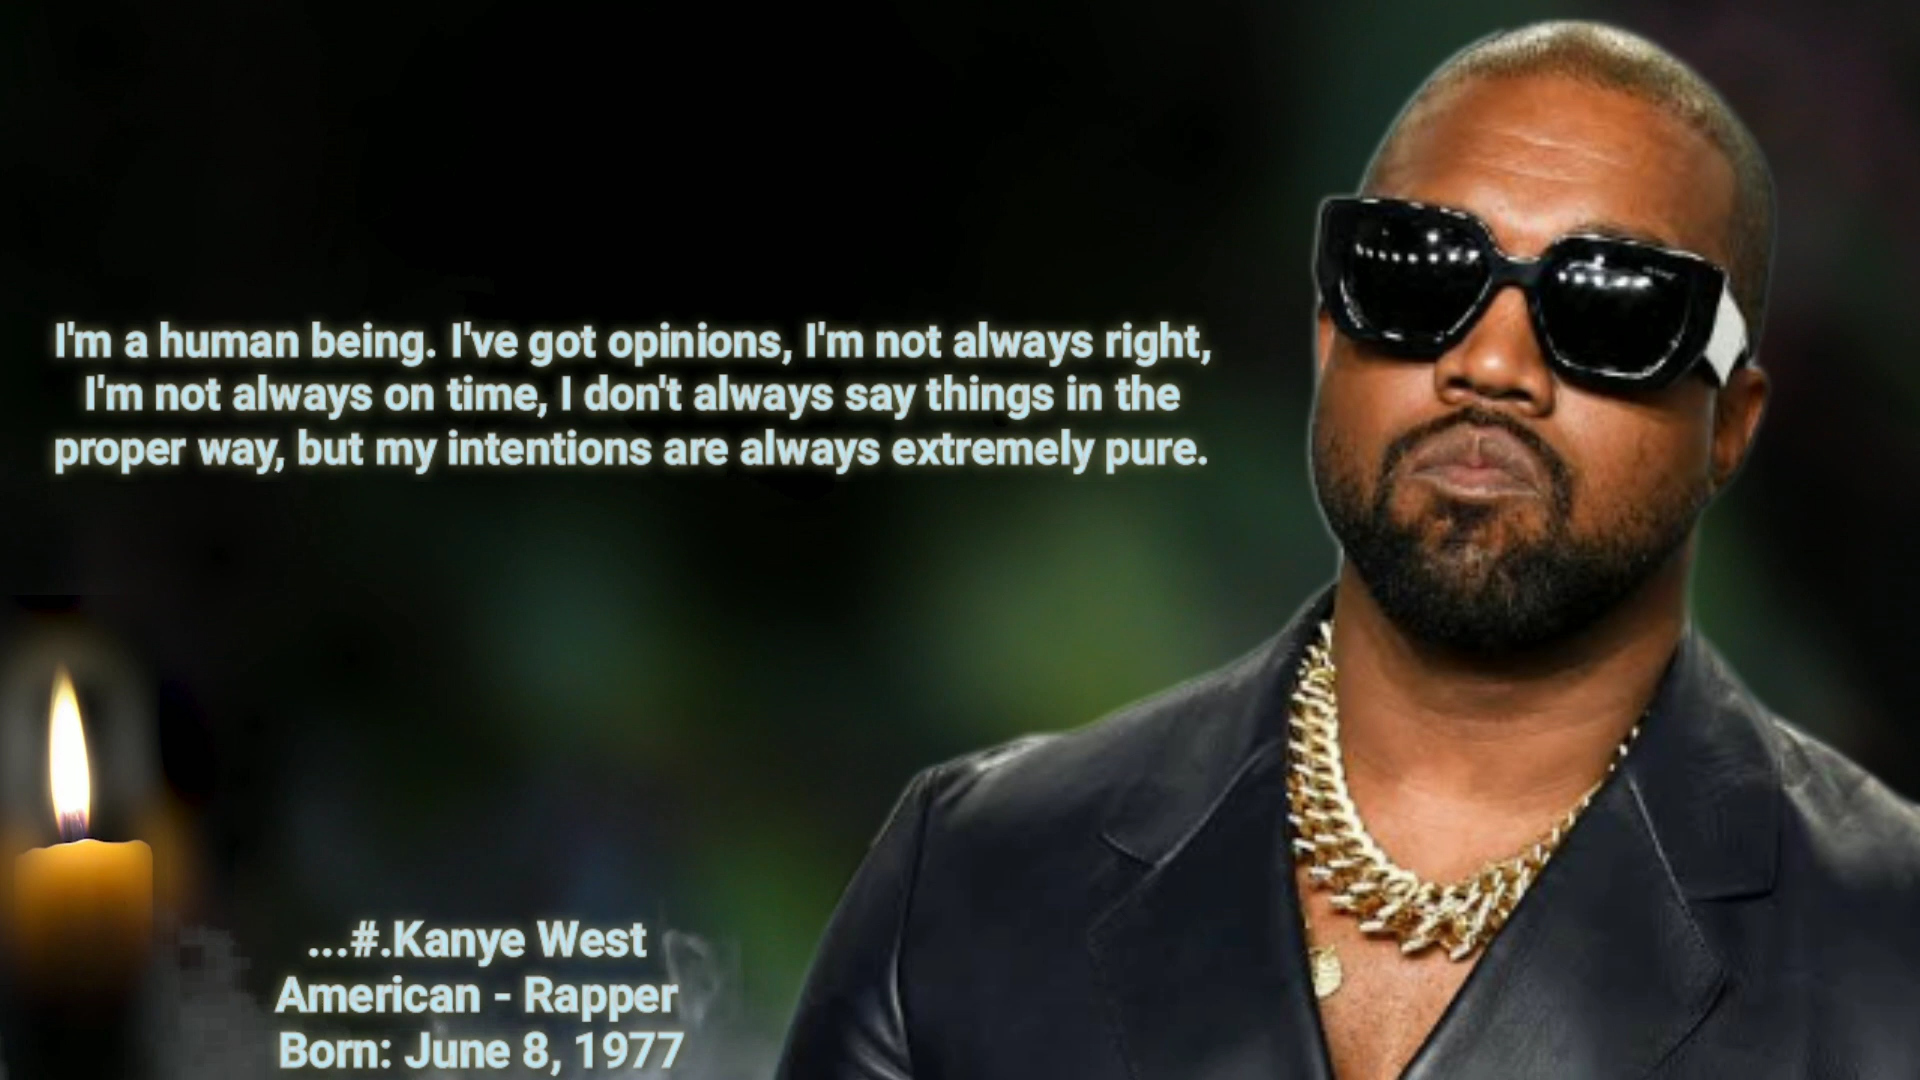 I'm a human being. I've got opinions, I'm not always right,
I'm not always on time, I don't always say things in the
proper way, but my intentions are always extremely pure.
...#.Kanye West
American - Rapper
Born: June 8, 1977